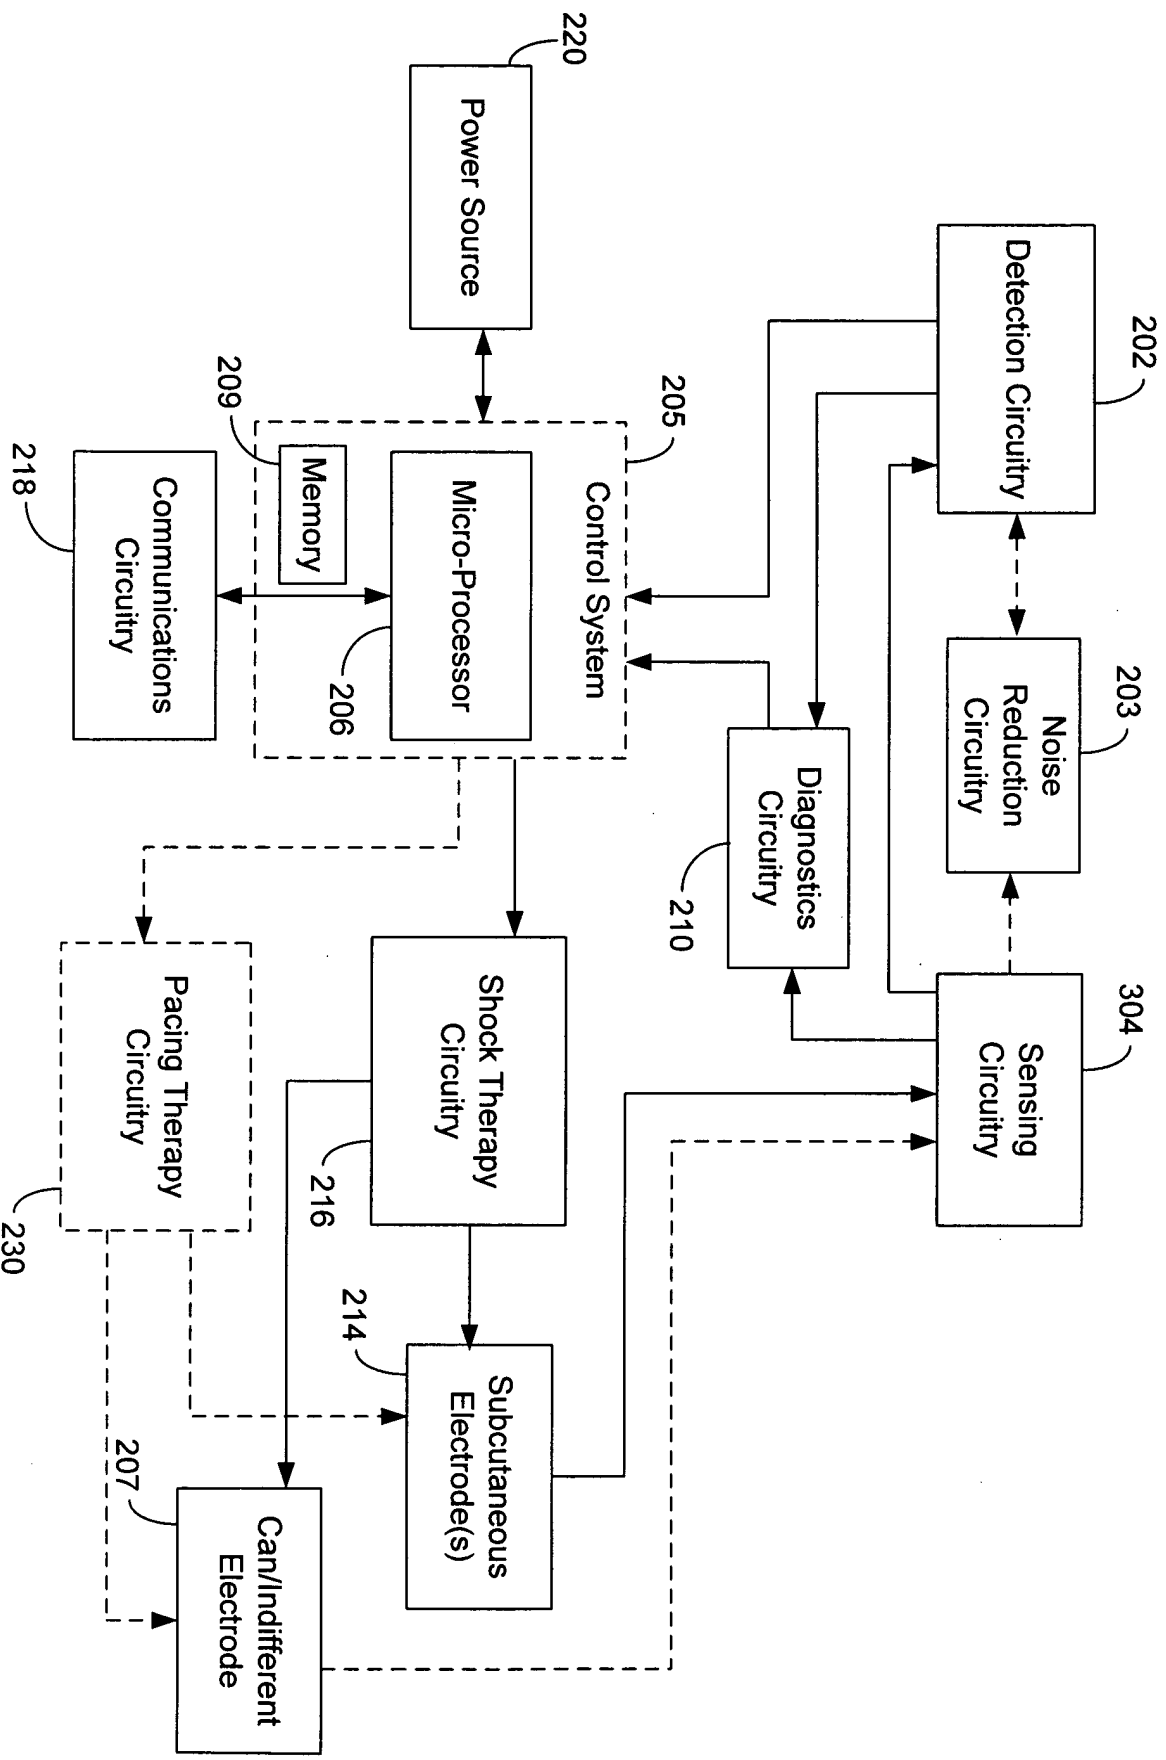 202
Detection Circuitry
203
Noise
Reduction
Circuitry
304
Sensing
Circuitry
Diagnostics
Circuitry
210
220
Power Source
205
Control System
Micro-Processor
206
209
Memory
218
Communications
Circuitry
Shock Therapy
Circuitry
216
Pacing Therapy
Circuitry
230
214
Subcutaneous
Electrode(s)
207
Can/Indifferent
Electrode